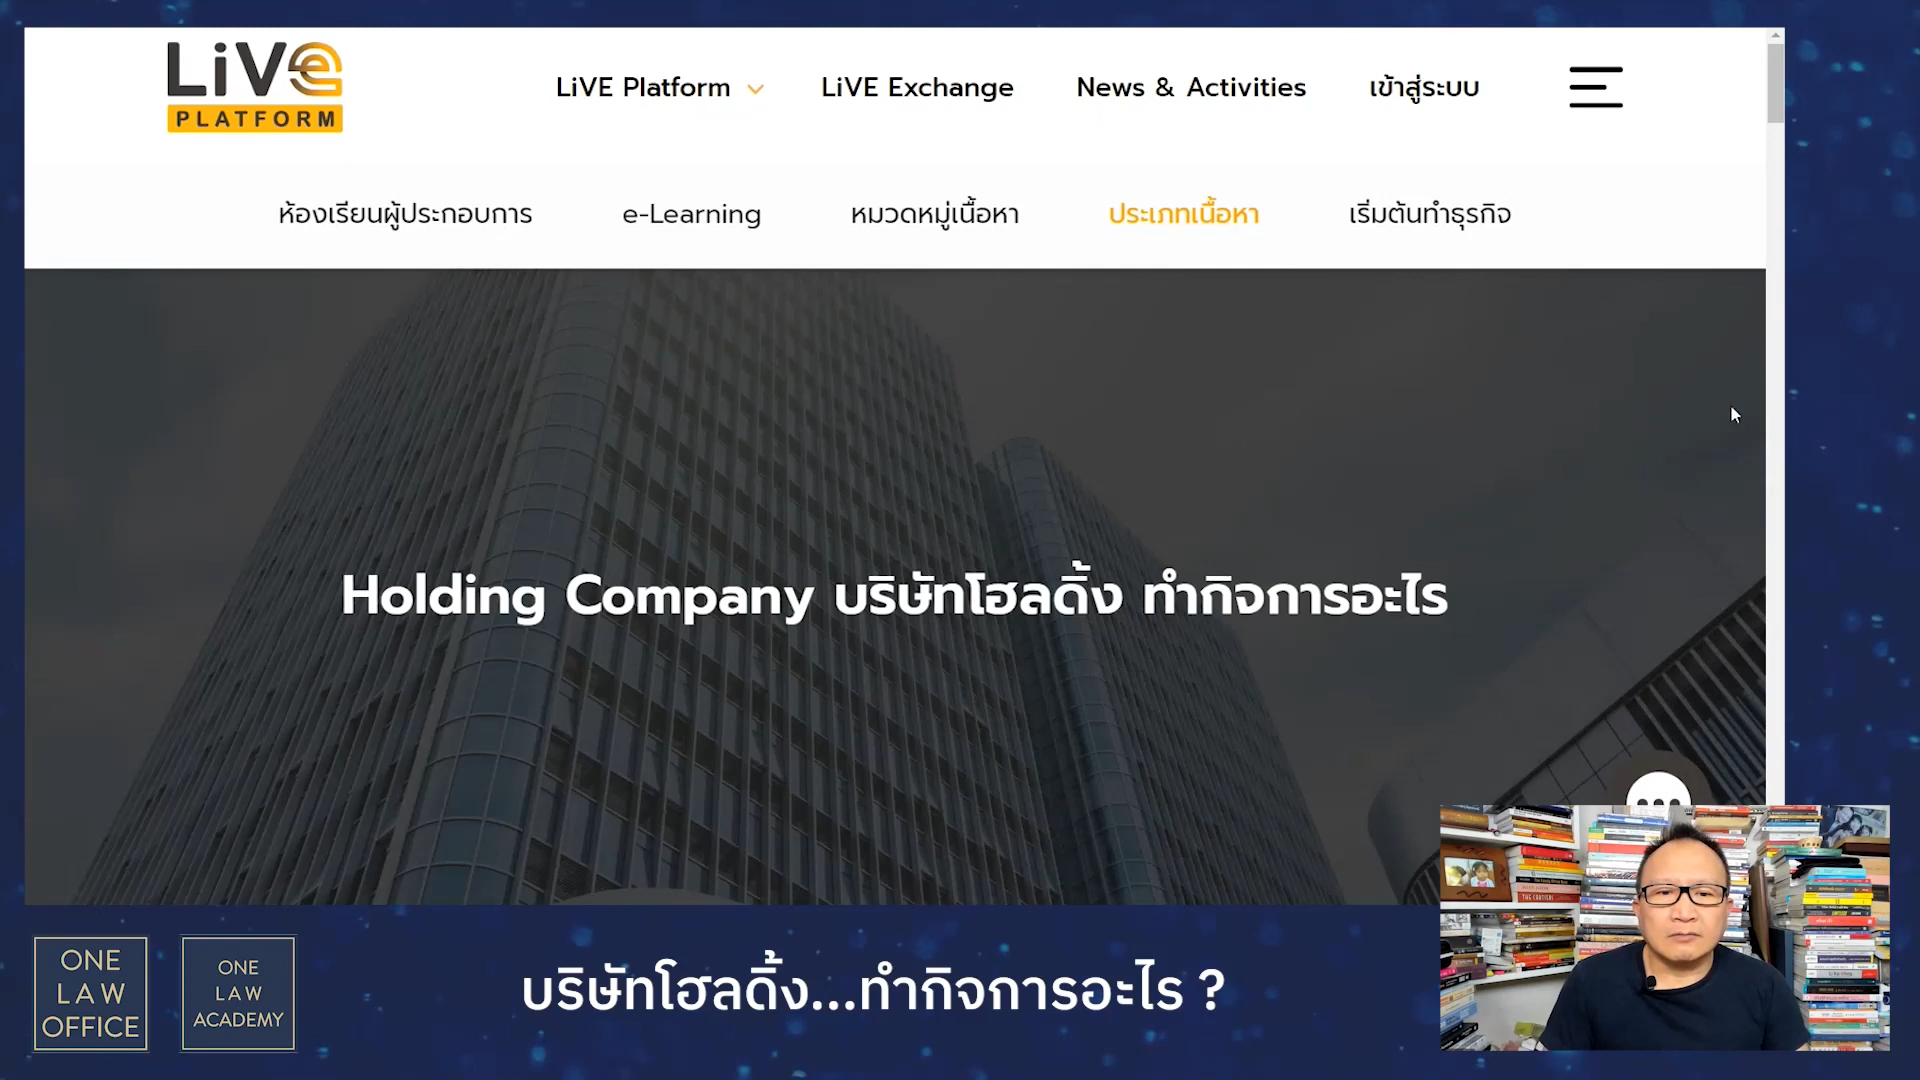 LiVe
PLATFORM
LiVE Platform
LiVE Exchange
News & Activities
เข้าสู่ระบบ
ห้องเรียนผู้ประกอบการ
e-Learning
หมวดหมู่เนื้อหา
ประเภทเนื้อหา
เริ่มต้นทำธุรกิจ
Holding Company บริษัทโฮลดิ้ง ทำกิจการอะไร
ONE
LAW
OFFICE
ONE
LAW
ACADEMY
บริษัทโฮลดิ้ง...ทำกิจการอะไร ?